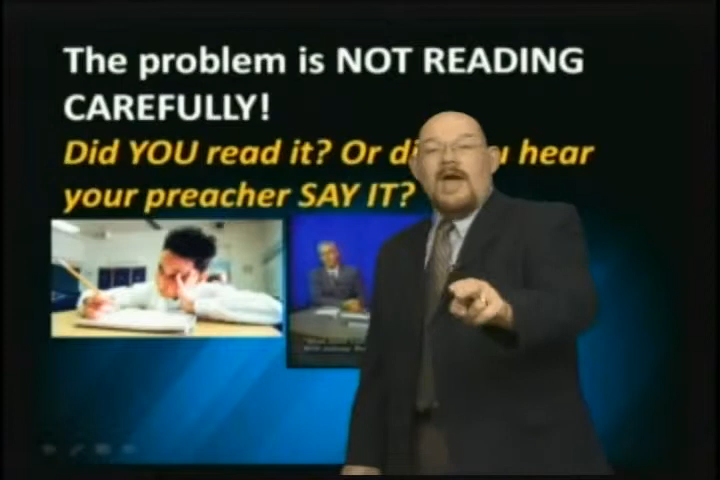 The problem is NOT READING
CAREFULLY!
Did YOU read it? Or hear
your preacher SAY IT?